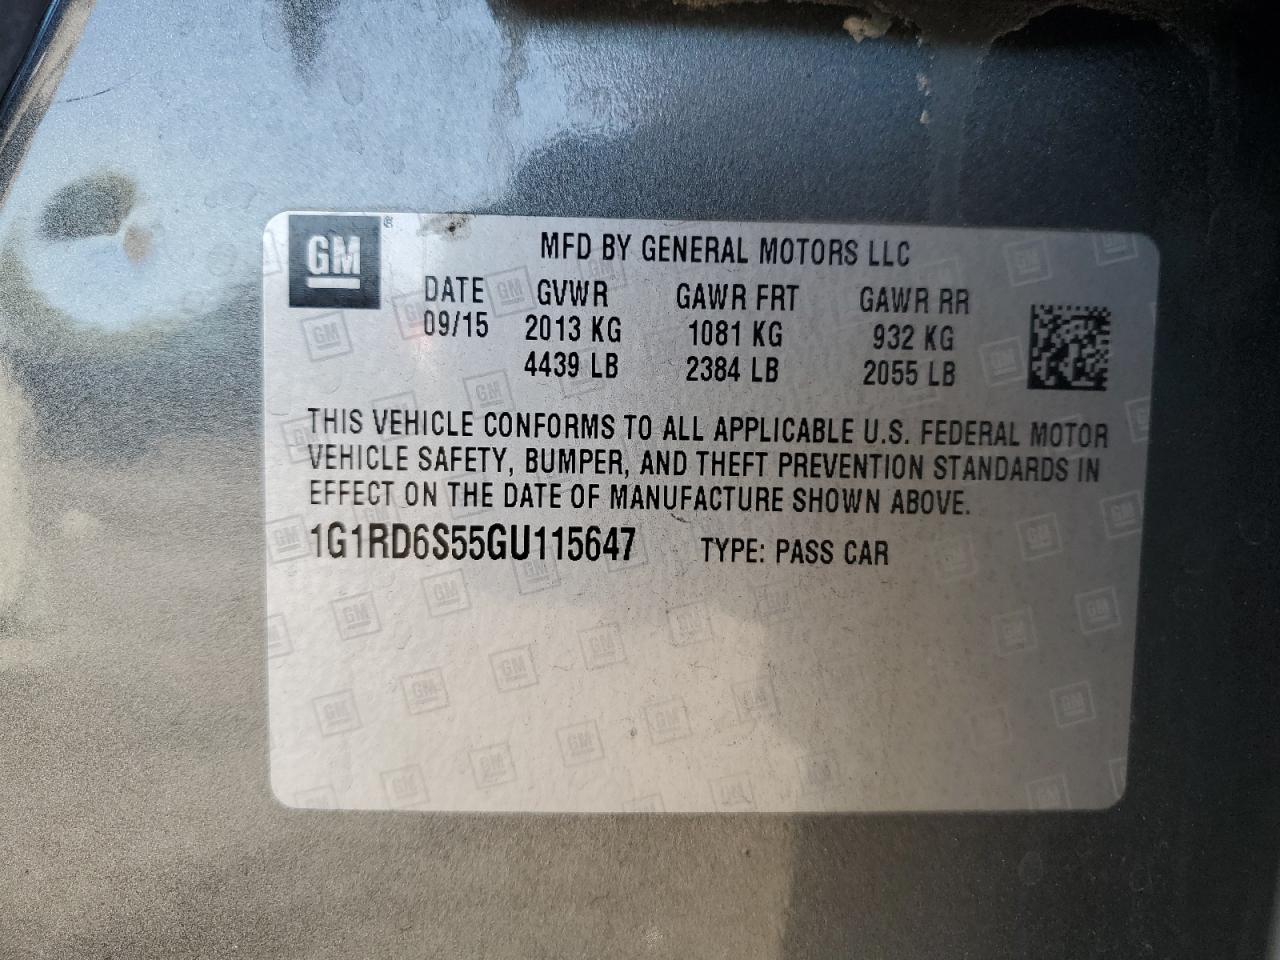 GM ®
MFD BY GENERAL MOTORS LLC
DATE GVWR GAWR FRT GAWR RR
09/15 2013 KG 1081 KG 932 KG
4439 LB 2384 LB 2055 LB
THIS VEHICLE CONFORMS TO ALL APPLICABLE U.S. FEDERAL MOTOR
VEHICLE SAFETY, BUMPER, AND THEFT PREVENTION STANDARDS IN
EFFECT ON THE DATE OF MANUFACTURE SHOWN ABOVE.
1G1RD6S55GU115647 TYPE: PASS CAR